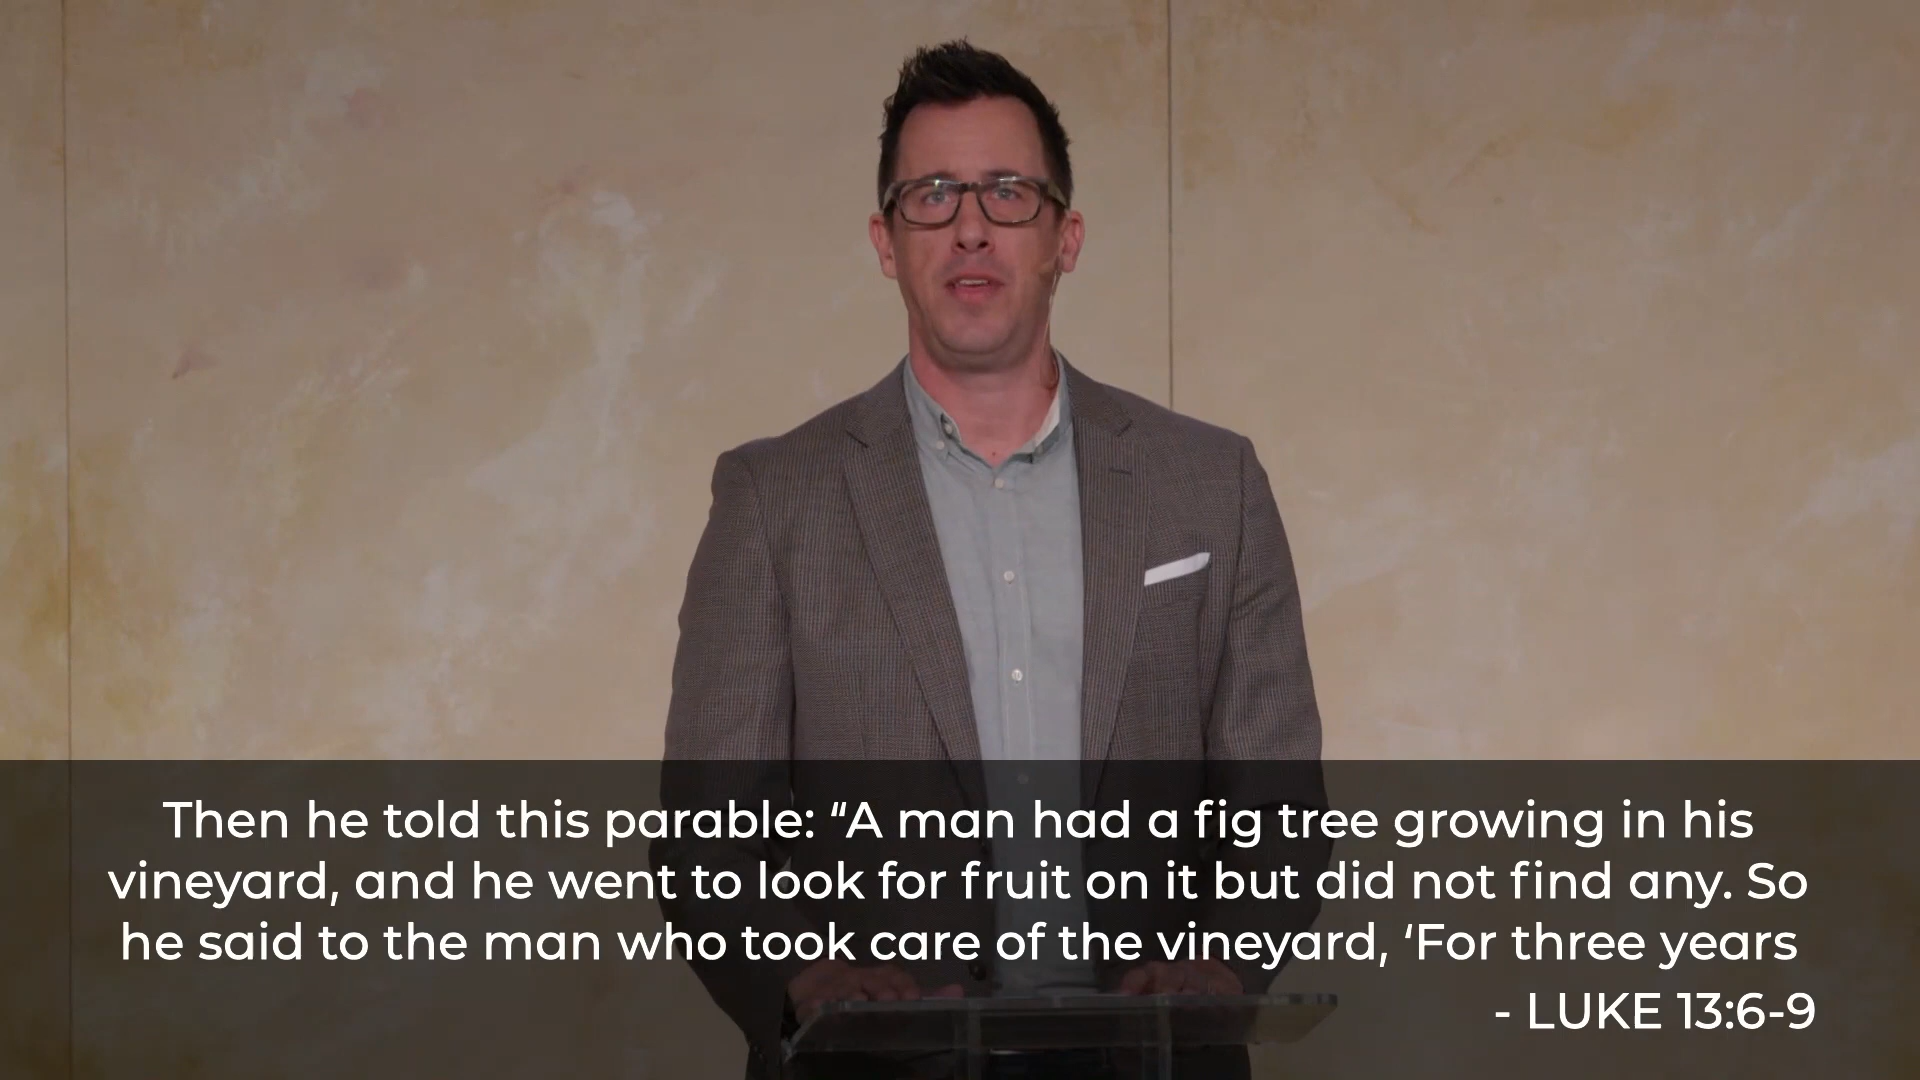 Then he told this parable: “A man had a fig tree growing in his
vineyard, and he went to look for fruit on it but did not find any. So
he said to the man who took care of the vineyard, ‘For three years
- LUKE 13:6-9